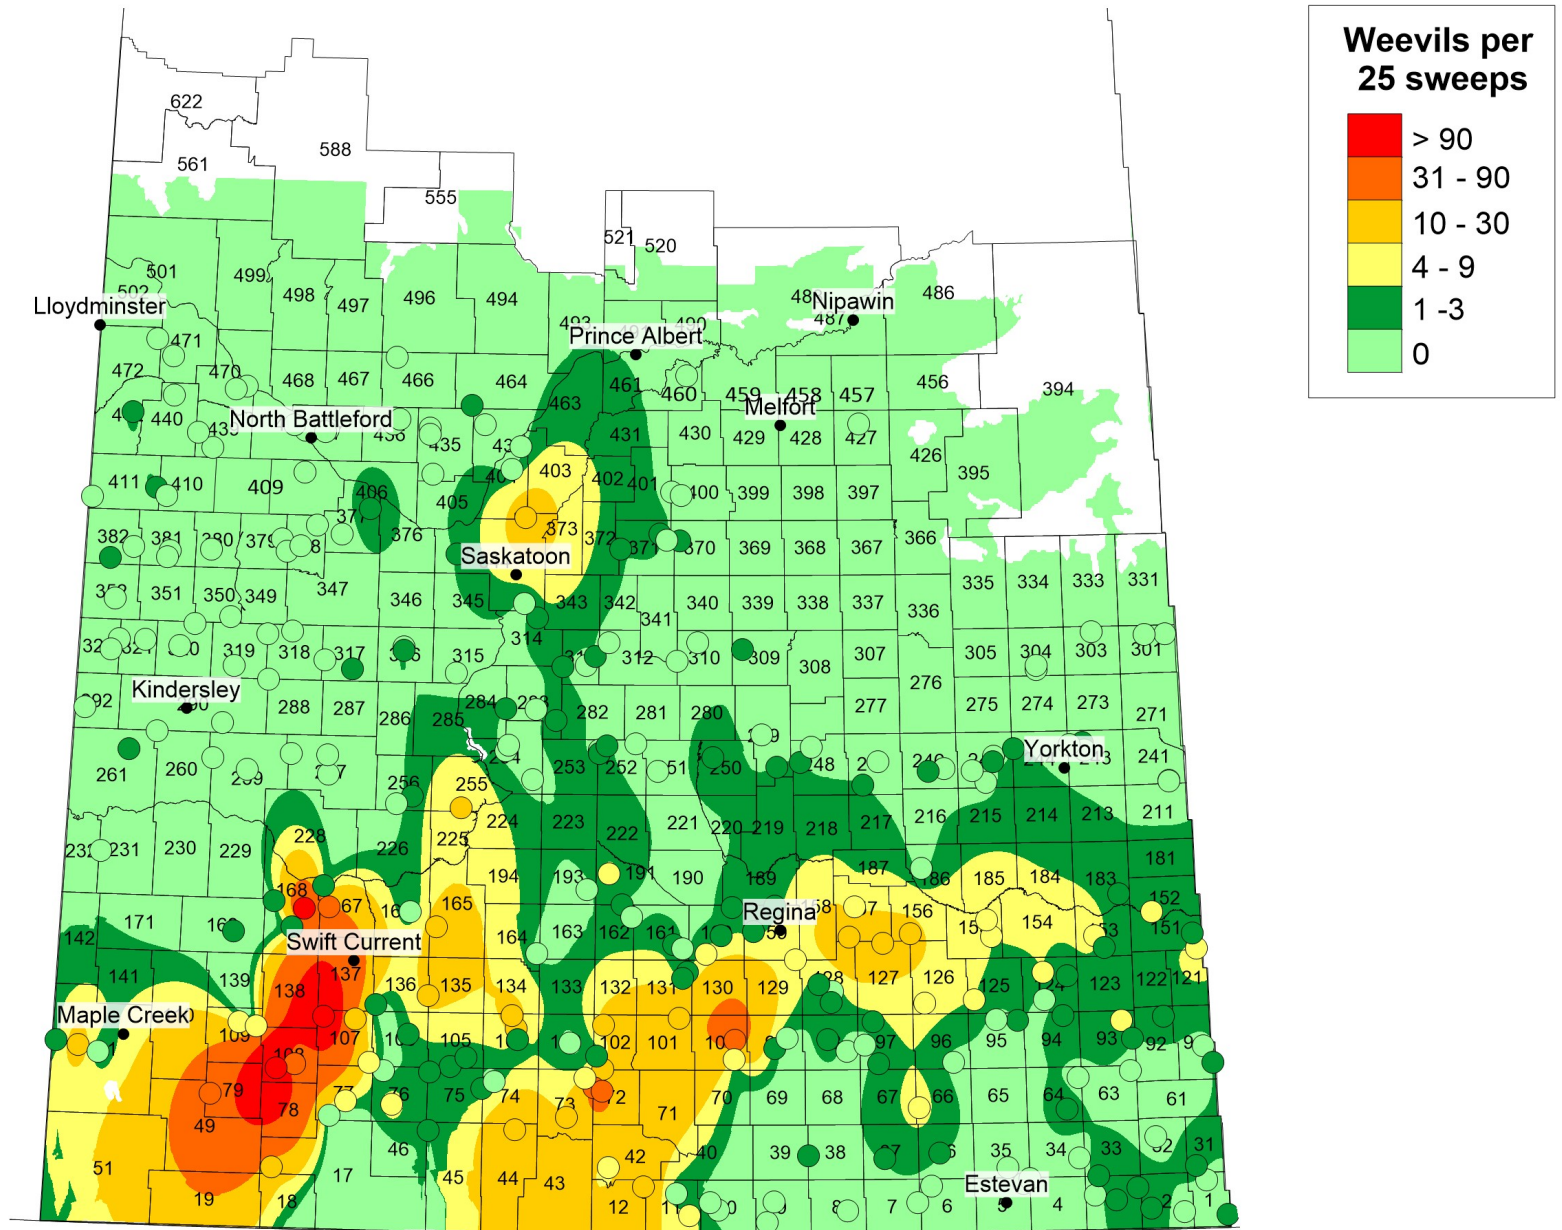 Weevils per
25 sweeps
> 90
31 - 90
10 - 30
4 - 9
1 -3
0
622
588
561
555
521 520
501 499 486
502 498 497 496 494
Lloydminster Nipawin
487
Prince Albert
471
472 470 468 467 466 464 461 460 459 458 457 456 394
463
440 North Battleford Melfort
435 431 430 429 428 427
426
411 410 409 406 405 403 402 401 400 399 398 397 395
382 381 379 376 373 372 371 370 369 368 367 366
Saskatoon
351 350 349 347 346 345 343 342 341 340 339 338 337 336 335 334 333 331
319 318 317 315 314 312 310 309 308 307 305 304 303 301
Kindersley
288 287 286 285 284 282 281 280 277 276 275 274 273 271
Yorkton
261 260 256 255 253 252 250 241
231 230 229 228 226 225 224 223 222 221 220 219 218 217 216 215 214 213 211
194 193 191 190 189 187 186 185 184 183 181
171 168 165 164 163 162 161 156 154 152 151
Regina
142 Swift Current
141 139 138 137 136 135 134 133 132 131 130 129 127 126 125 123 122 121
Maple Creek
109 107 105 102 101 97 96 95 94 93 92
79 78 77 76 75 74 73 72 71 70 69 68 67 66 65 64 63 61
49 46 45 44 43 42 40 39 38 35 34 33 31
51 19 18 17 12 7 6 4 2 1
Estevan